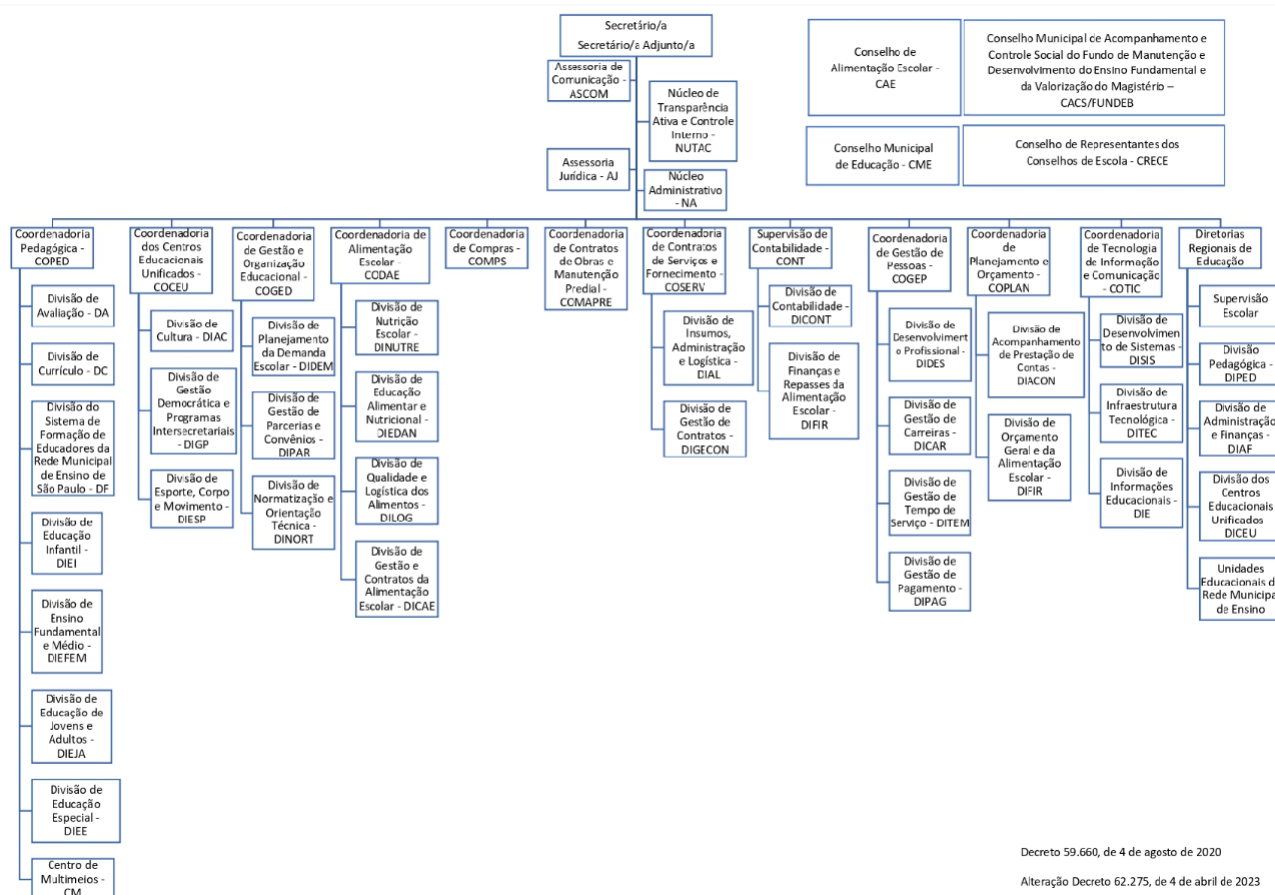 Secretário/a
Secretário/a Adjunto/a
Assessoria de
Comunicação -
ASCOM
Núcleo de
Transparência
Ativa e Controle
Interno -
NUTAC
Assessoria
Jurídica - AJ
Núcleo
Administrativo
- NA
Conselho de
Alimentação Escolar -
CAE
Conselho Municipal de Acompanhamento e
Controle Social do Fundo de Manutenção e
Desenvolvimento do Ensino Fundamental e
da Valorização do Magistério –
CACS/FUNDEB
Conselho Municipal
de Educação - CME
Conselho de Representantes dos
Conselhos de Escola - CRECE
Coordenadoria
Pedagógica -
COPED
Divisão de
Avaliação - DA
Divisão de
Currículo - DC
Divisão do
Sistema de
Formação de
Educadores da
Rede Municipal
de Ensino de
São Paulo - DF
Divisão de
Educação
Infantil -
DIEI
Divisão de
Ensino
Fundamental
e Médio -
DIEFEM
Divisão de
Educação de
Jovens e
Adultos -
DIEJA
Divisão de
Educação
Especial -
DIEE
Centro de
Multimeios -
CM
Coordenadoria
dos Centros
Educacionais
Unificados -
COCEU
Divisão de
Cultura - DIAC
Divisão de
Gestão
Democrática e
Programas
Intersecretariais
- DIGP
Divisão de
Esporte, Corpo
e Movimento -
DIESP
Coordenadoria
de Gestão e
Organização
Educacional -
COGED
Divisão de
Planejamento
da Demanda
Escolar - DIDEM
Divisão de
Gestão de
Parcerias e
Convênios -
DIPAR
Divisão de
Normatização e
Orientação
Técnica -
DINORT
Coordenadoria de
Alimentação
Escolar -
CODAE
Divisão de
Nutrição
Escolar -
DINUTRE
Divisão de
Educação
Alimentar e
Nutricional -
DIEDAN
Divisão de
Qualidade e
Logística dos
Alimentos -
DILOG
Divisão de
Gestão e
Contratos da
Alimentação
Escolar - DICAE
Coordenadoria
de Compras -
COMPS
Coordenadoria
de Contratos
de Obras e
Manutenção
Predial -
COMAPRE
Coordenadoria
de Contratos
de Serviços e
Fornecimento -
COSERV
Divisão de
Insumos,
Administração
e Logística -
DIAL
Divisão de
Gestão de
Contratos -
DIGECON
Supervisão de
Contabilidade -
CONT
Divisão de
Contabilidade -
DICONT
Divisão de
Finanças e
Repasses da
Alimentação
Escolar -
DIFIR
Coordenadoria
de Gestão de
Pessoas -
COGEP
Divisão de
Desenvolviment
o Profissional -
DIDES
Divisão de
Gestão de
Carreiras -
DICAR
Divisão de
Gestão de
Tempo de
Serviço - DITEM
Divisão de
Gestão de
Pagamento -
DIPAG
Coordenadoria
de
Planejamento e
Orçamento -
COPLAN
Divisão de
Acompanhamento
de Prestação de
Contas -
DIACON
Divisão de
Orçamento
Geral e da
Alimentação
Escolar -
DIFIR
Coordenadoria
de Tecnologia
de Informação
e Comunicação
- COTIC
Divisão de
Desenvolvimen
to de Sistemas -
DISIS
Divisão de
Infraestrutura
Tecnológica -
DITEC
Divisão de
Informações
Educacionais -
DIE
Diretorias
Regionais de
Educação
Supervisão
Escolar
Divisão
Pedagógica -
DIPED
Divisão de
Administração
e Finanças -
DIAF
Divisão dos
Centros
Educacionais
Unificados
DICEU
Unidades
Educacionais d
Rede Municipa
de Ensino
Decreto 59.660, de 4 de agosto de 2020
Alteração Decreto 62.275, de 4 de abril de 2023